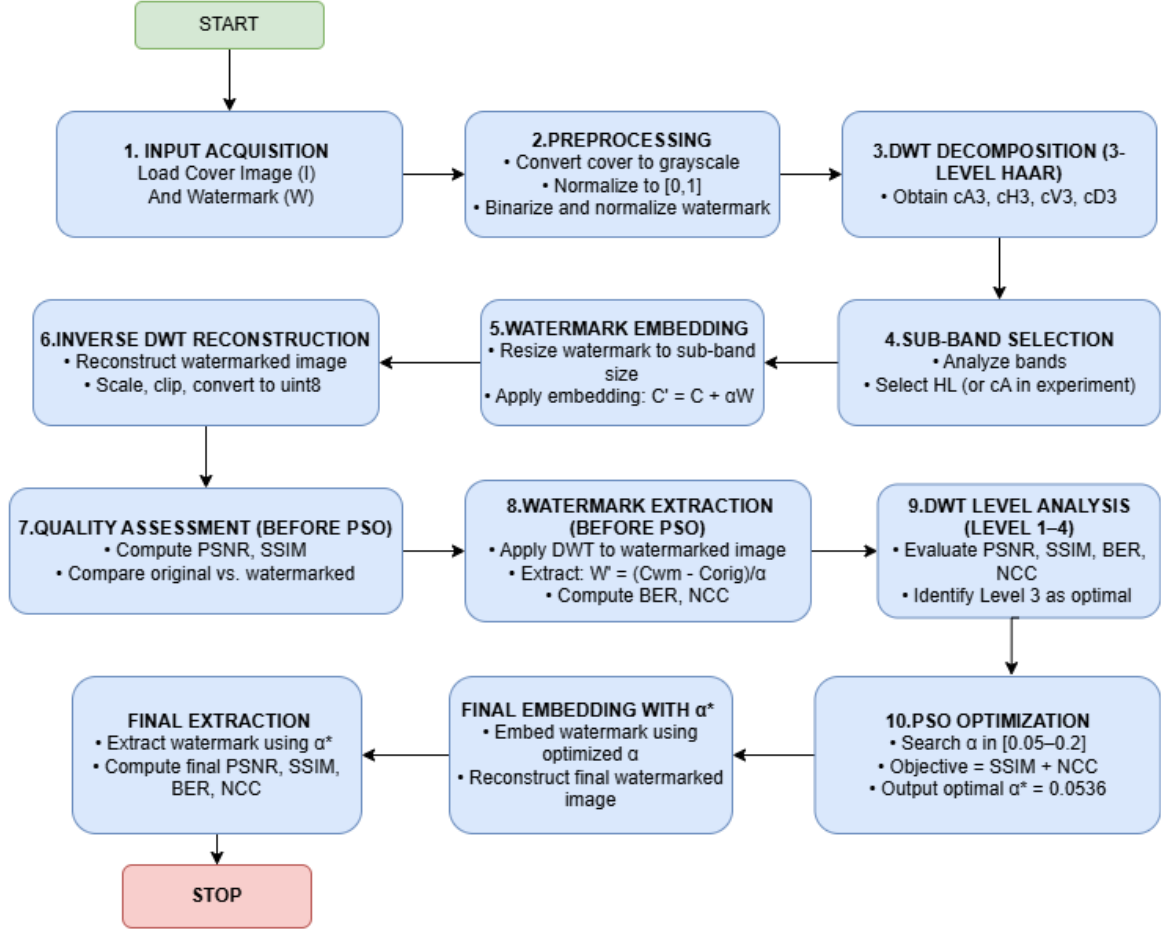 START
1. INPUT ACQUISITION
Load Cover Image (I)
And Watermark (W)
2.PREPROCESSING
• Convert cover to grayscale
• Normalize to [0,1]
• Binarize and normalize watermark
3.DWT DECOMPOSITION (3-
LEVEL HAAR)
• Obtain cA3, cH3, cV3, cD3
4.SUB-BAND SELECTION
• Analyze bands
• Select HL (or cA in experiment)
5.WATERMARK EMBEDDING
• Resize watermark to sub-band
size
• Apply embedding: C' = C + αW
6.INVERSE DWT RECONSTRUCTION
• Reconstruct watermarked image
• Scale, clip, convert to uint8
7.QUALITY ASSESSMENT (BEFORE PSO)
• Compute PSNR, SSIM
• Compare original vs. watermarked
8.WATERMARK EXTRACTION
(BEFORE PSO)
• Apply DWT to watermarked image
• Extract: W' = (Cwm - Corig)/α
• Compute BER, NCC
9.DWT LEVEL ANALYSIS
(LEVEL 1–4)
• Evaluate PSNR, SSIM, BER,
NCC
• Identify Level 3 as optimal
10.PSO OPTIMIZATION
• Search α in [0.05–0.2]
• Objective = SSIM + NCC
• Output optimal α* = 0.0536
FINAL EMBEDDING WITH α*
• Embed watermark using
optimized α
• Reconstruct final watermarked
image
FINAL EXTRACTION
• Extract watermark using α*
• Compute final PSNR, SSIM,
BER, NCC
STOP